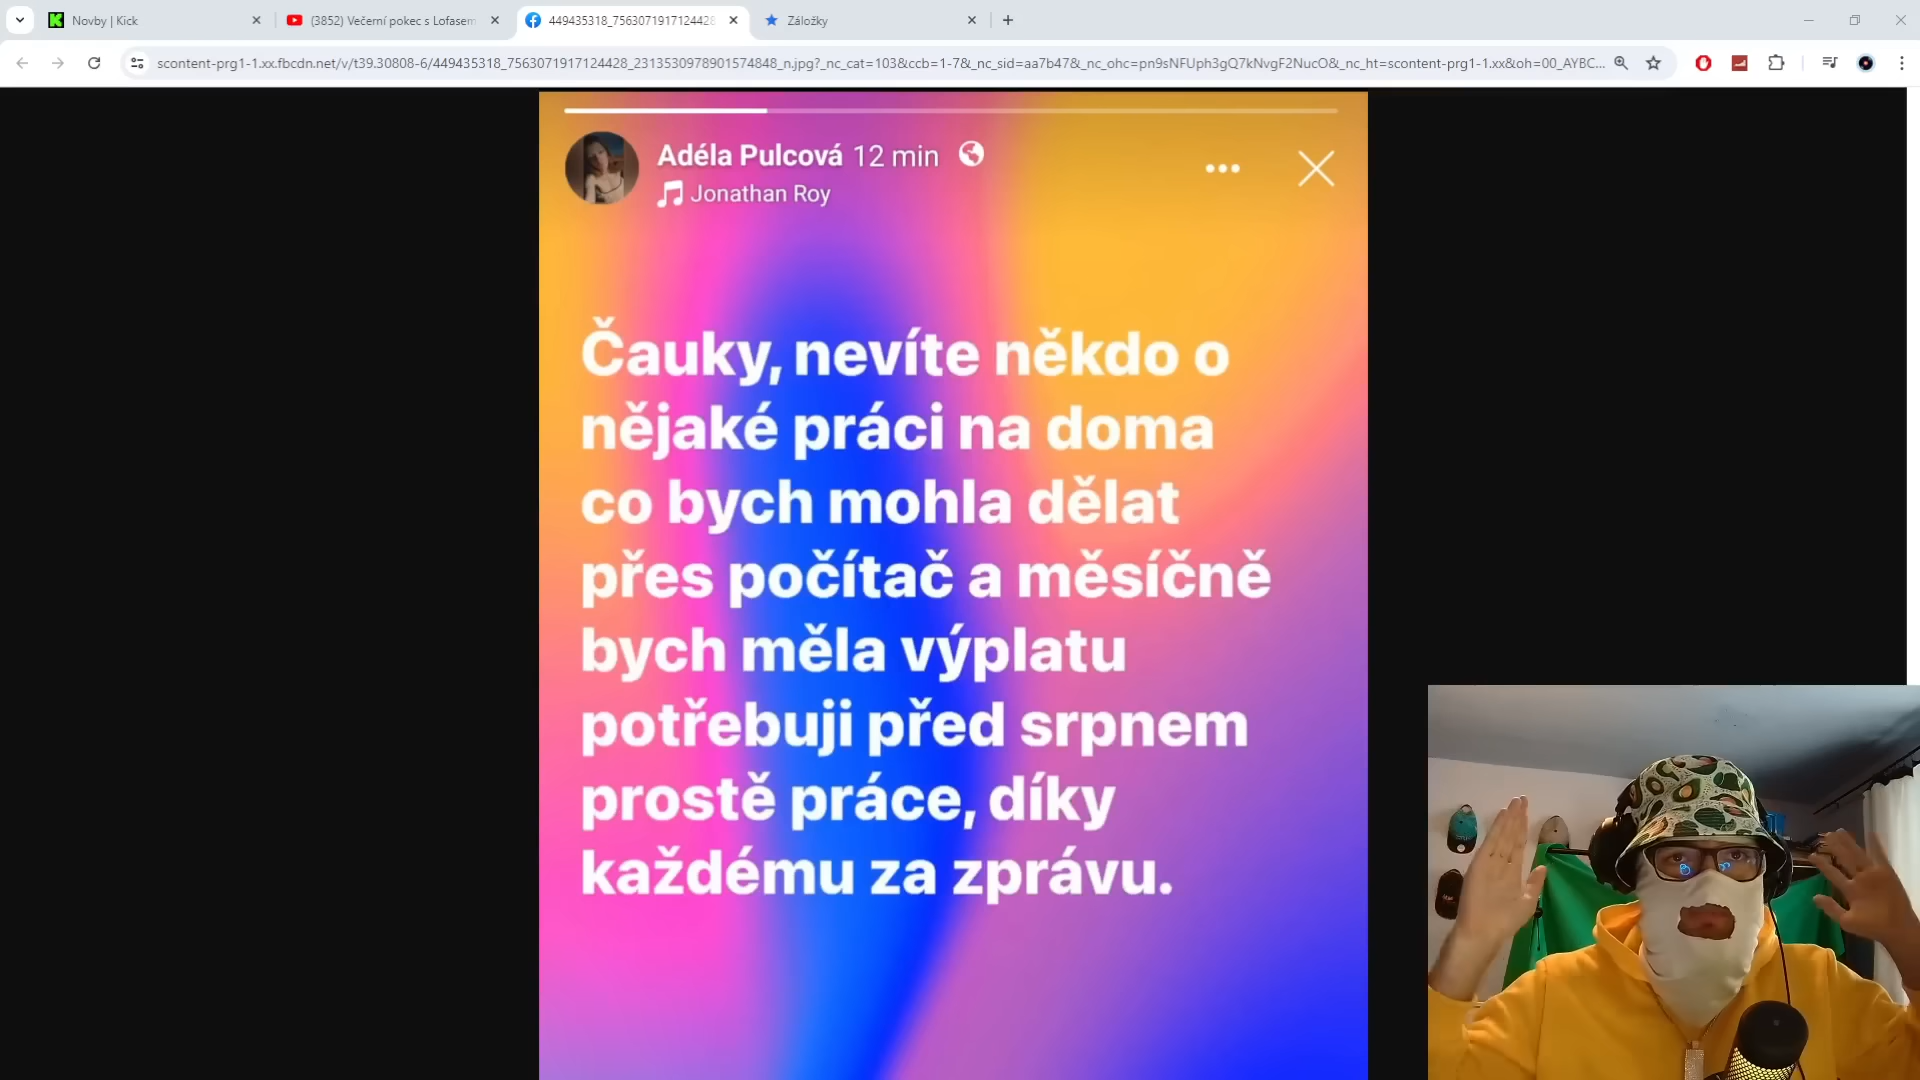 Novby | Kick
(3852) Večerní pokec s Lofasem
449435318_7563071917124428
Záložky
scontent-prg1-1.xx.fbcdn.net/v/t39.30808-6/449435318_7563071917124428_2313530978901574848_n.jpg?_nc_cat=103&ccb=1-7&_nc_sid=aa7b47&_nc_ohc=pn9sNFUph3gQ7kNvgF2NucO&_nc_ht=scontent-prg1-1.xx&oh=00_AYBC...
Adéla Pulcová 12 min
Jonathan Roy
Čauky, nevíte někdo o
nějaké práci na doma
co bych mohla dělat
přes počítač a měsíčně
bych měla výplatu
potřebuji před srpnem
prostě práce, díky
každému za zprávu.